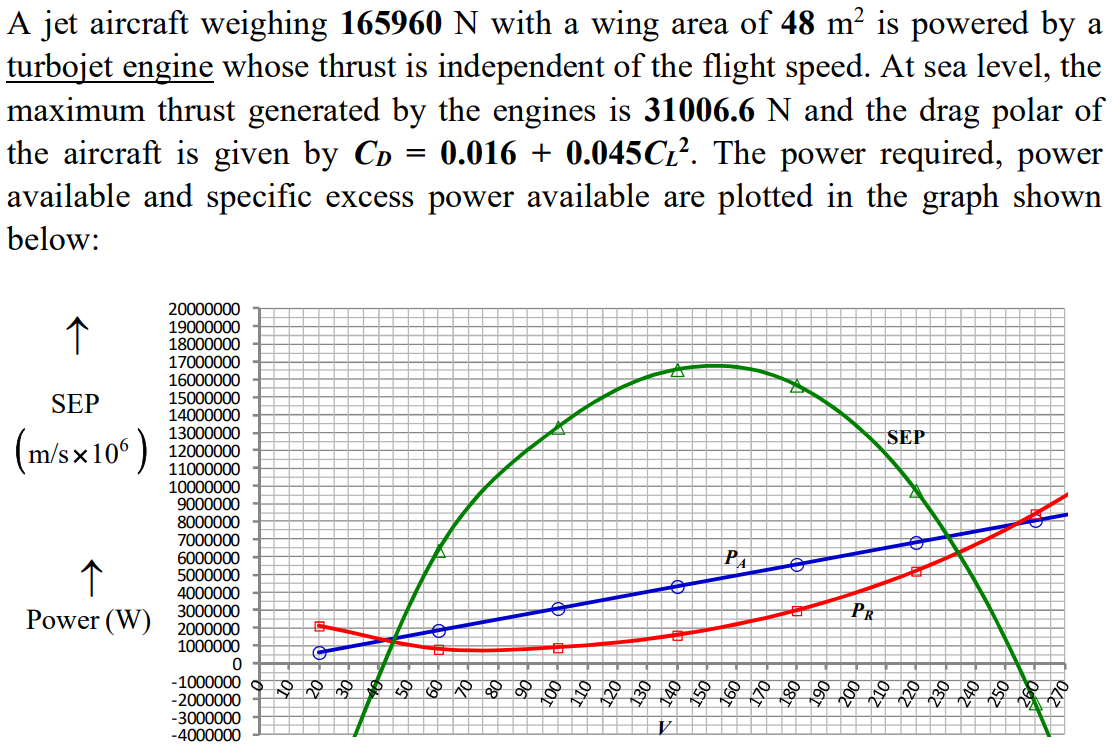 A jet aircraft weighing 165960 N with a wing area of 48 m² is powered by a
turbojet engine whose thrust is independent of the flight speed. At sea level, the
maximum thrust generated by the engines is 31006.6 N and the drag polar of
the aircraft is given by C_D = 0.016 + 0.045C_L². The power required, power
available and specific excess power available are plotted in the graph shown
below:
↑
SEP
(m/s×10⁶)
↑
Power (W)
20000000
19000000
18000000
17000000
16000000
15000000
14000000
13000000
12000000
11000000
10000000
9000000
8000000
7000000
6000000
5000000
4000000
3000000
2000000
1000000
0
-1000000
-2000000
-3000000
-4000000
SEP
P_A
P_R
0 10 20 30 40 50 60 70 80 90 100 110 120 130 140 150 160 170 180 190 200 210 220 230 240 250 260 270
V